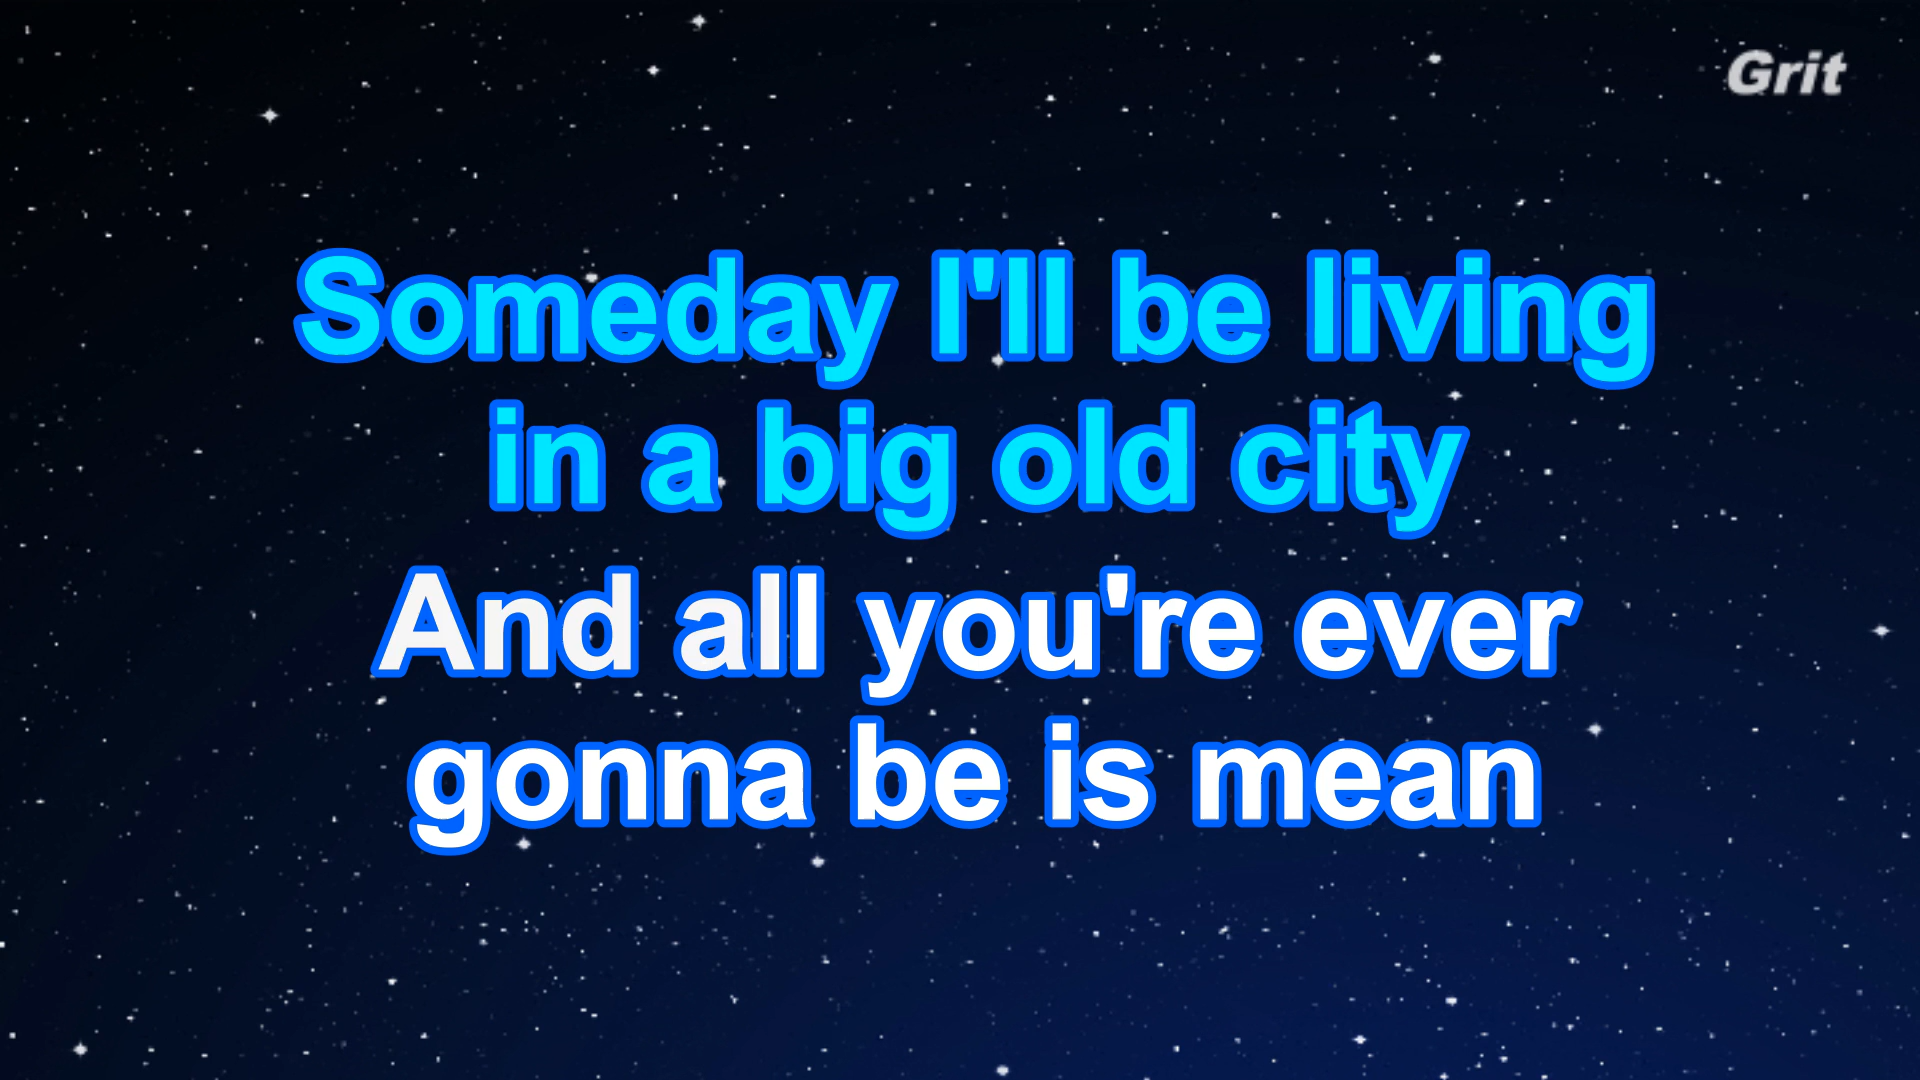 Grit
Someday I'll be living
in a big old city
And all you're ever
gonna be is mean